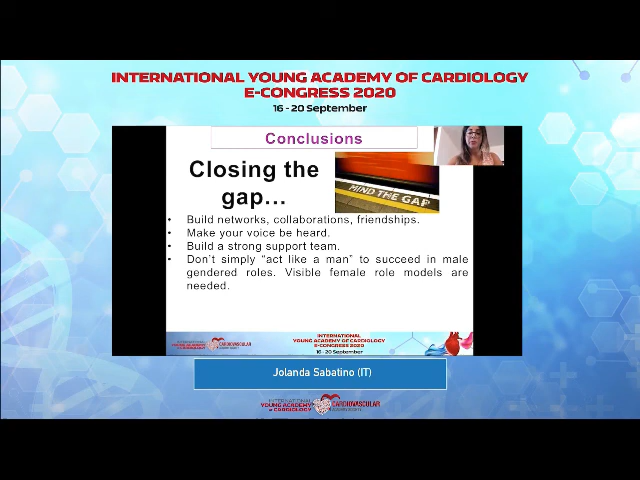 INTERNATIONAL YOUNG ACADEMY OF CARDIOLOGY
E-CONGRESS 2020
16 - 20 September
Conclusions
Closing the
gap...
MIND THE GAP
• Build networks, collaborations, friendships.
• Make your voice be heard.
• Build a strong support team.
• Don't simply "act like a man" to succeed in male
gendered roles. Visible female role models are
needed.
INTERNATIONAL
YOUNG ACADEMY OF CARDIOLOGY
E-CONGRESS 2020
16 - 20 September
CARDIOVASCULAR
Jolanda Sabatino (IT)
INTERNATIONAL
YOUNG ACADEMY
of CARDIOLOGY
CARDIOVASCULAR